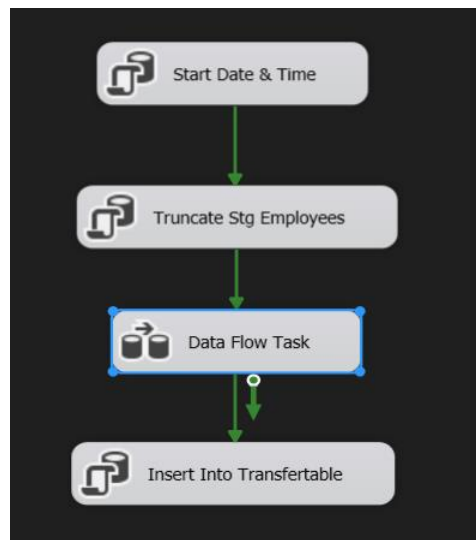 Start Date & Time
Truncate Stg Employees
Data Flow Task
Insert Into Transfertable